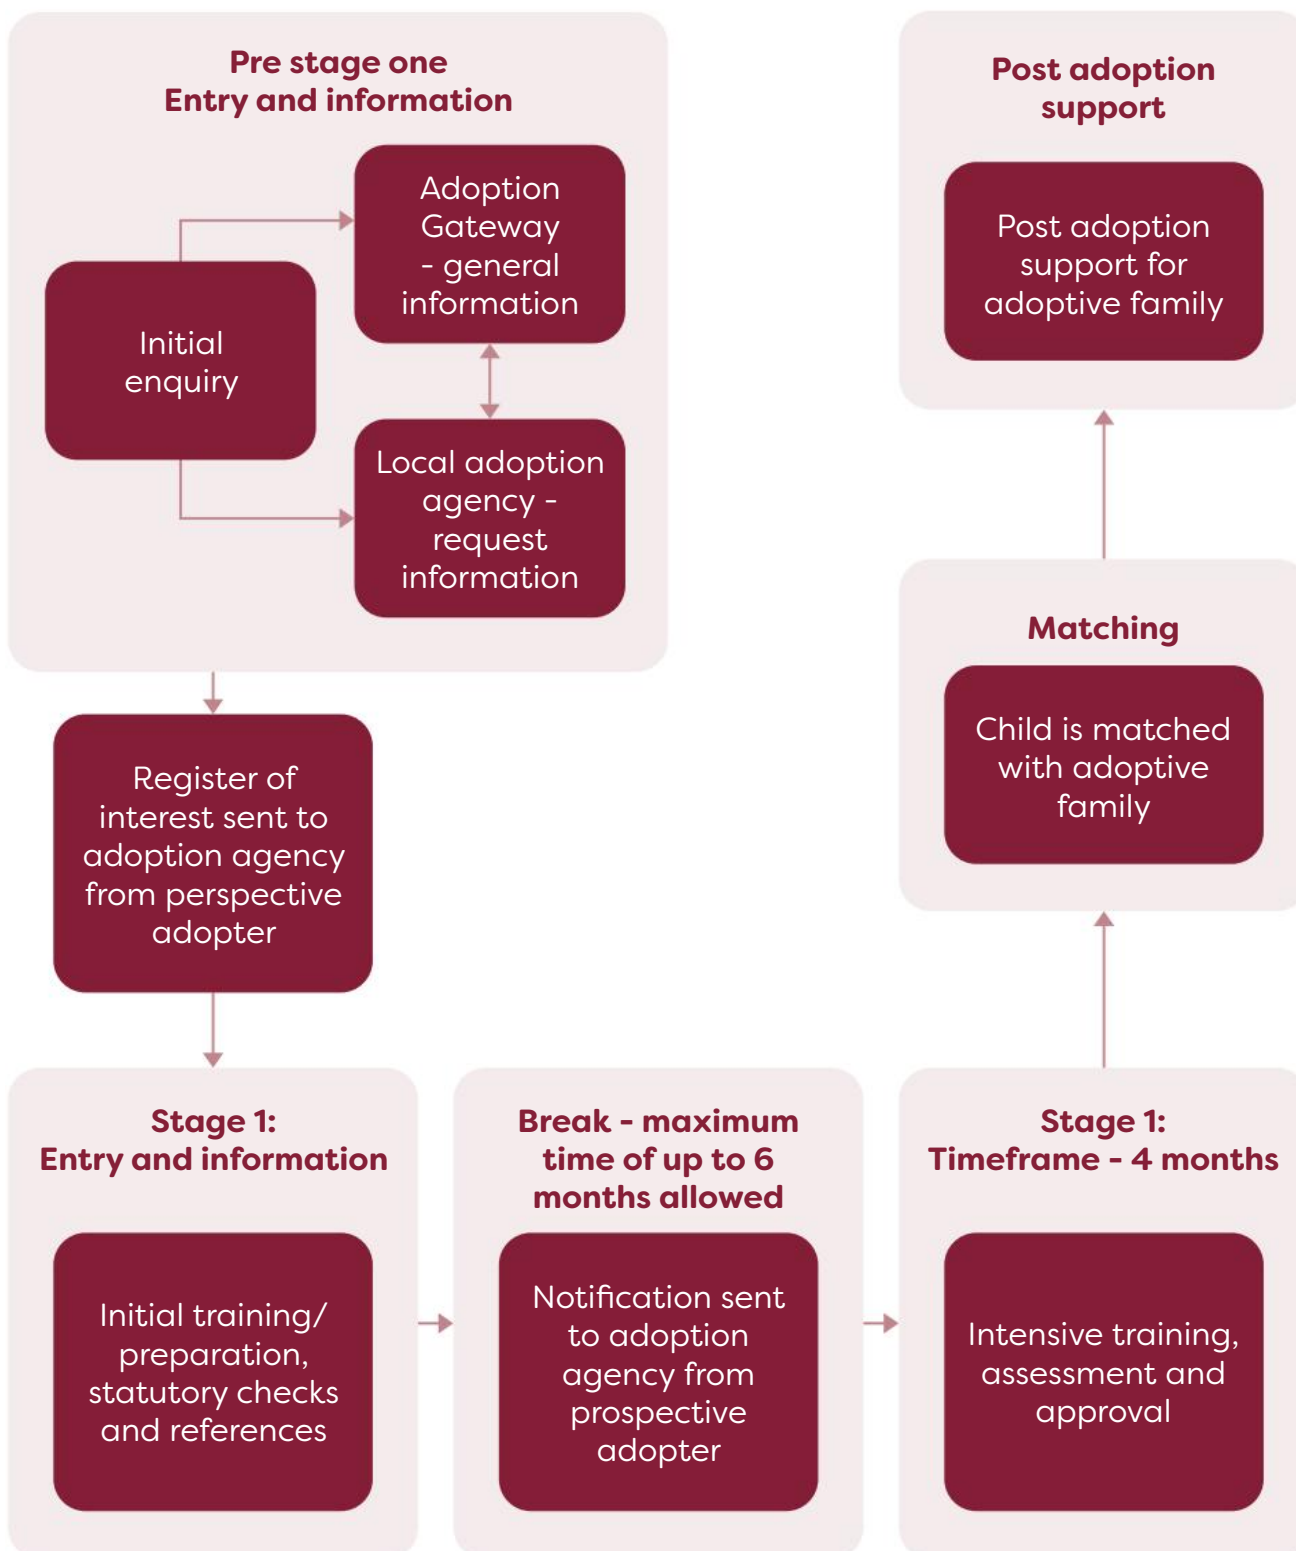 Pre stage one
Entry and information
Initial
enquiry
Adoption
Gateway
- general
information
Local adoption
agency -
request
information
Register of
interest sent to
adoption agency
from perspective
adopter
Stage 1:
Entry and information
Initial training/
preparation,
statutory checks
and references
Break - maximum
time of up to 6
months allowed
Notification sent
to adoption
agency from
prospective
adopter
Stage 1:
Timeframe - 4 months
Intensive training,
assessment and
approval
Matching
Child is matched
with adoptive
family
Post adoption
support
Post adoption
support for
adoptive family